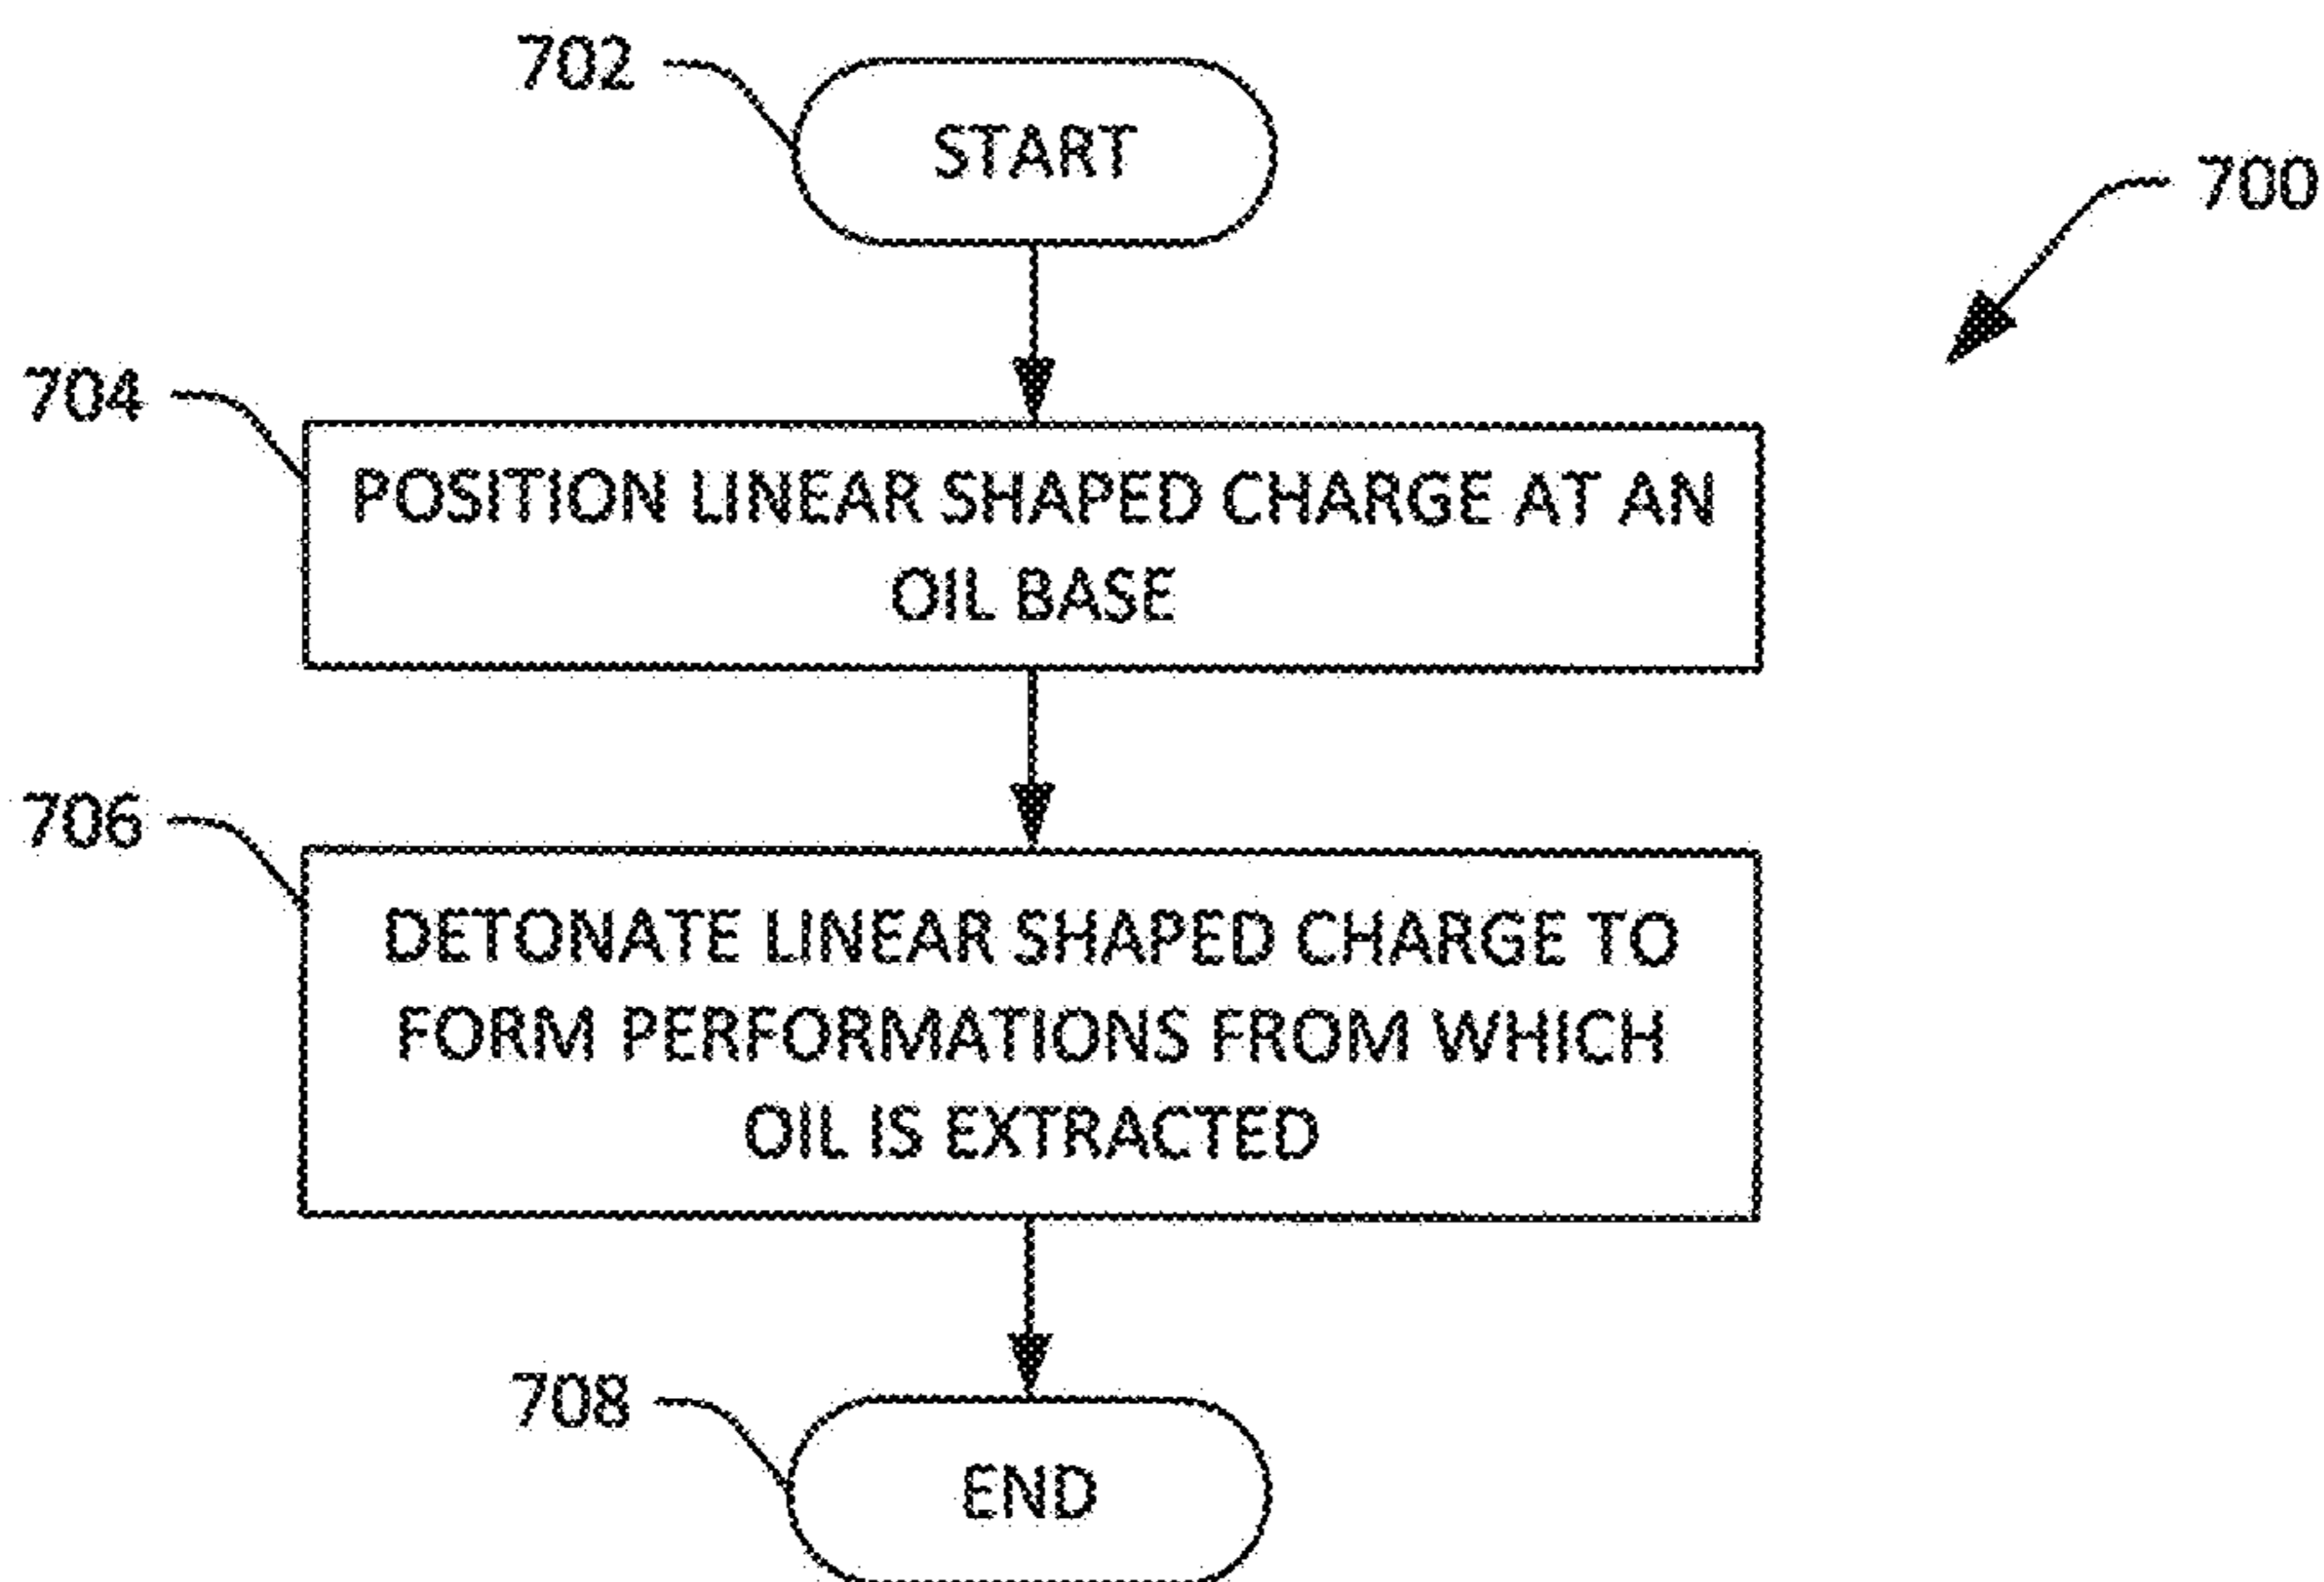 702
START
700
704
POSITION LINEAR SHAPED CHARGE AT AN
OIL BASE
706
DETONATE LINEAR SHAPED CHARGE TO
FORM PERFORMATIONS FROM WHICH
OIL IS EXTRACTED
708
END